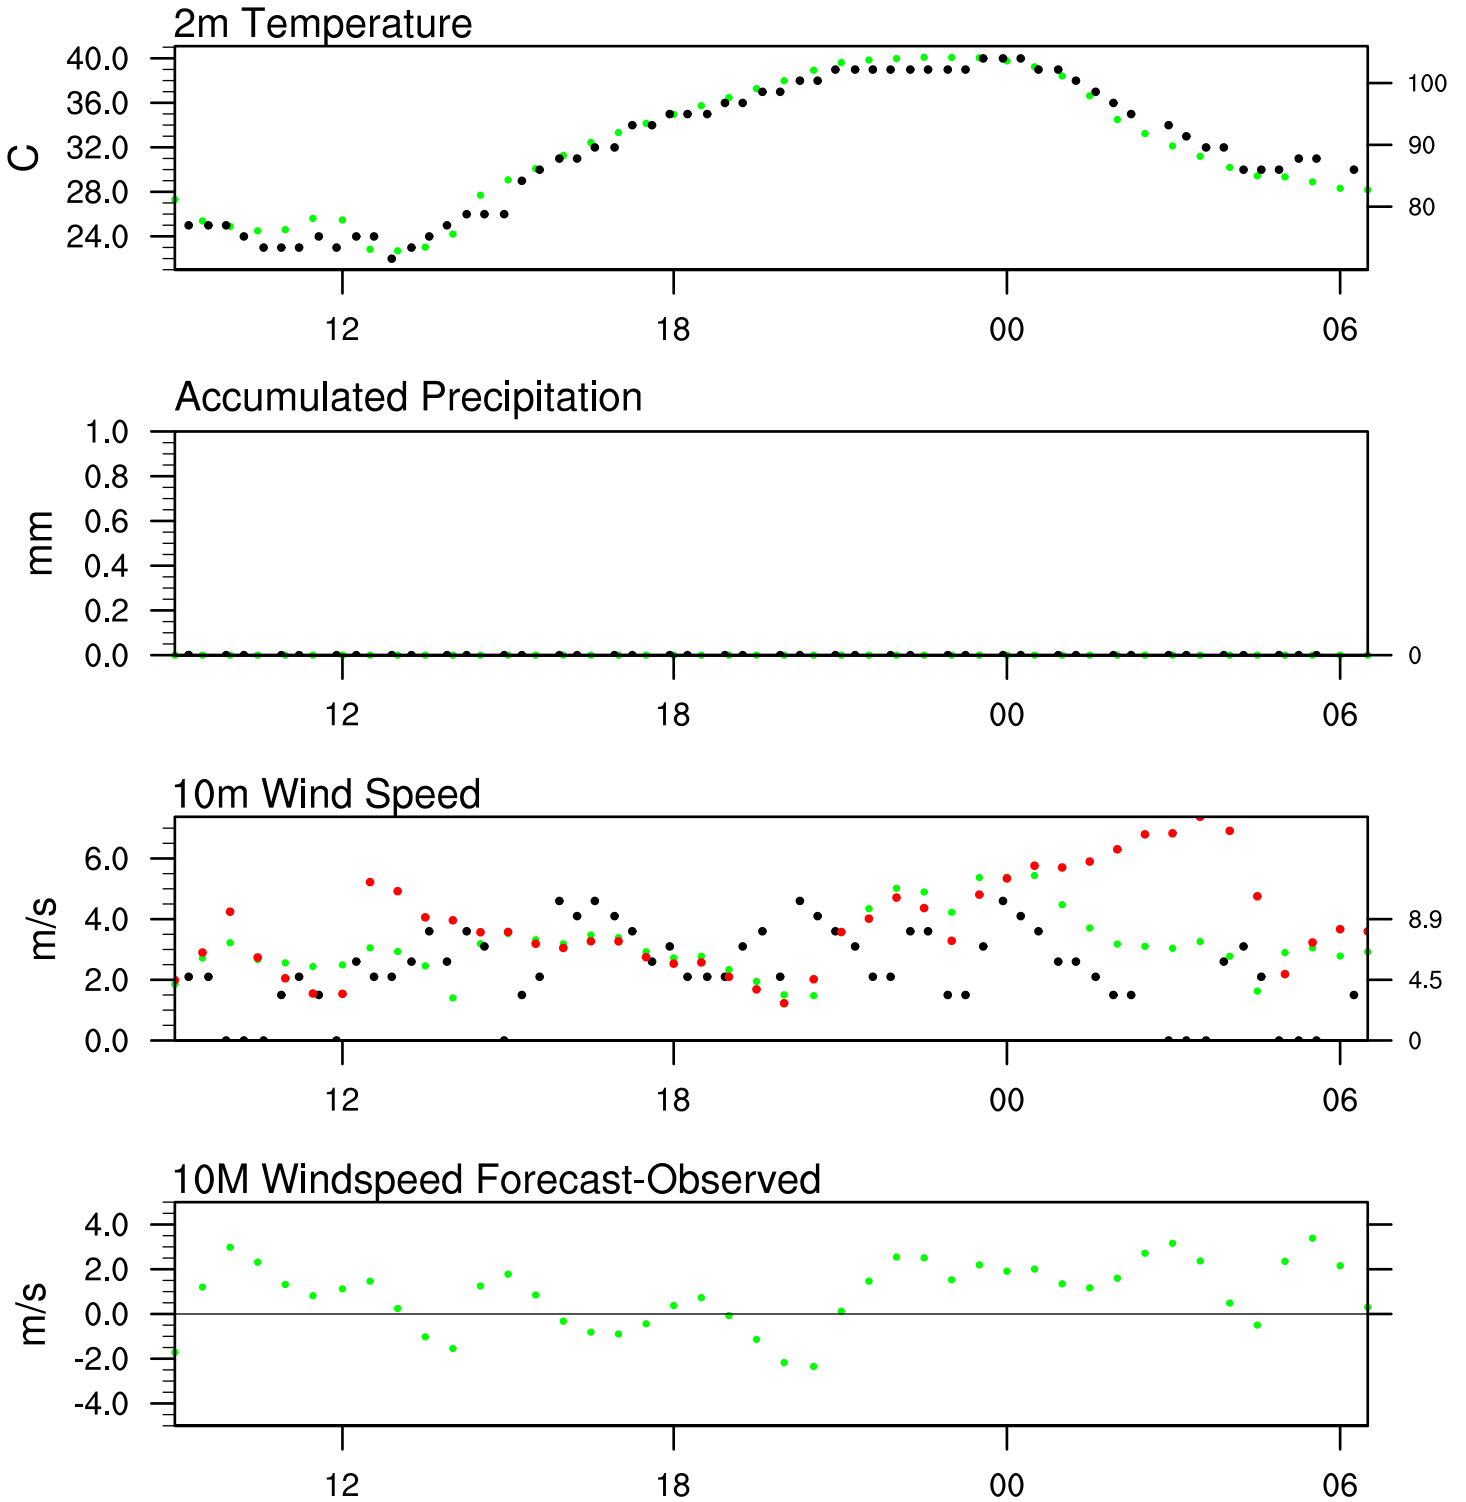 2m Temperature
40.0
36.0
32.0
28.0
24.0
C
100
90
80
12 18 00 06
Accumulated Precipitation
1.0
0.8
0.6
0.4
0.2
0.0
mm
0
12 18 00 06
10m Wind Speed
6.0
4.0
2.0
0.0
m/s
8.9
4.5
0
12 18 00 06
10M Windspeed Forecast-Observed
4.0
2.0
0.0
-2.0
-4.0
m/s
12 18 00 06